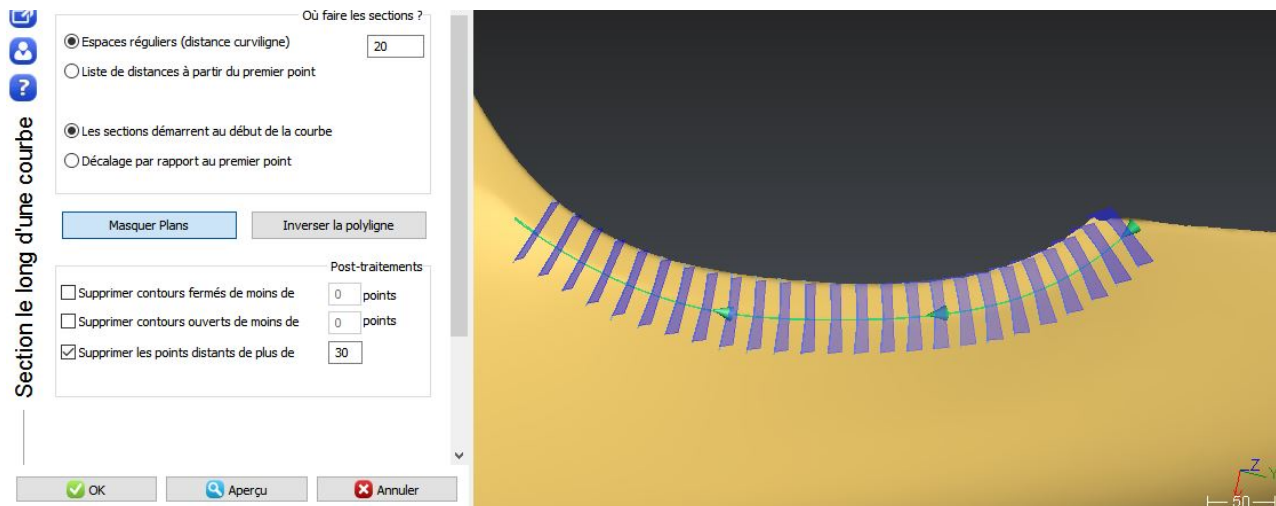 Section le long d'une courbe
Où faire les sections ?
Espaces réguliers (distance curviligne) 20
Liste de distances à partir du premier point
Les sections démarrent au début de la courbe
Décalage par rapport au premier point
Masquer Plans Inverser la polyligne
Post-traitements
Supprimer contours fermés de moins de 0 points
Supprimer contours ouverts de moins de 0 points
Supprimer les points distants de plus de 30
OK Aperçu Annuler
?
Z
Y
50